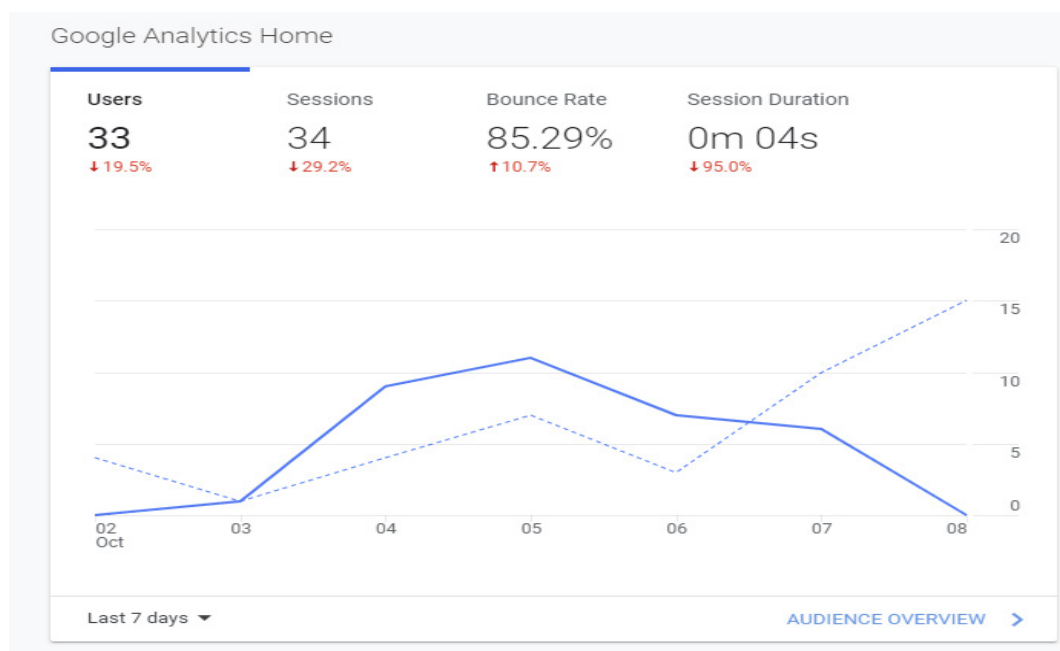 Google Analytics Home
Users Sessions Bounce Rate Session Duration
33 34 85.29% 0m 04s
↓19.5% ↓29.2% ↑10.7% ↓95.0%
20
15
10
5
0
02 03 04 05 06 07 08
Oct
Last 7 days AUDIENCE OVERVIEW